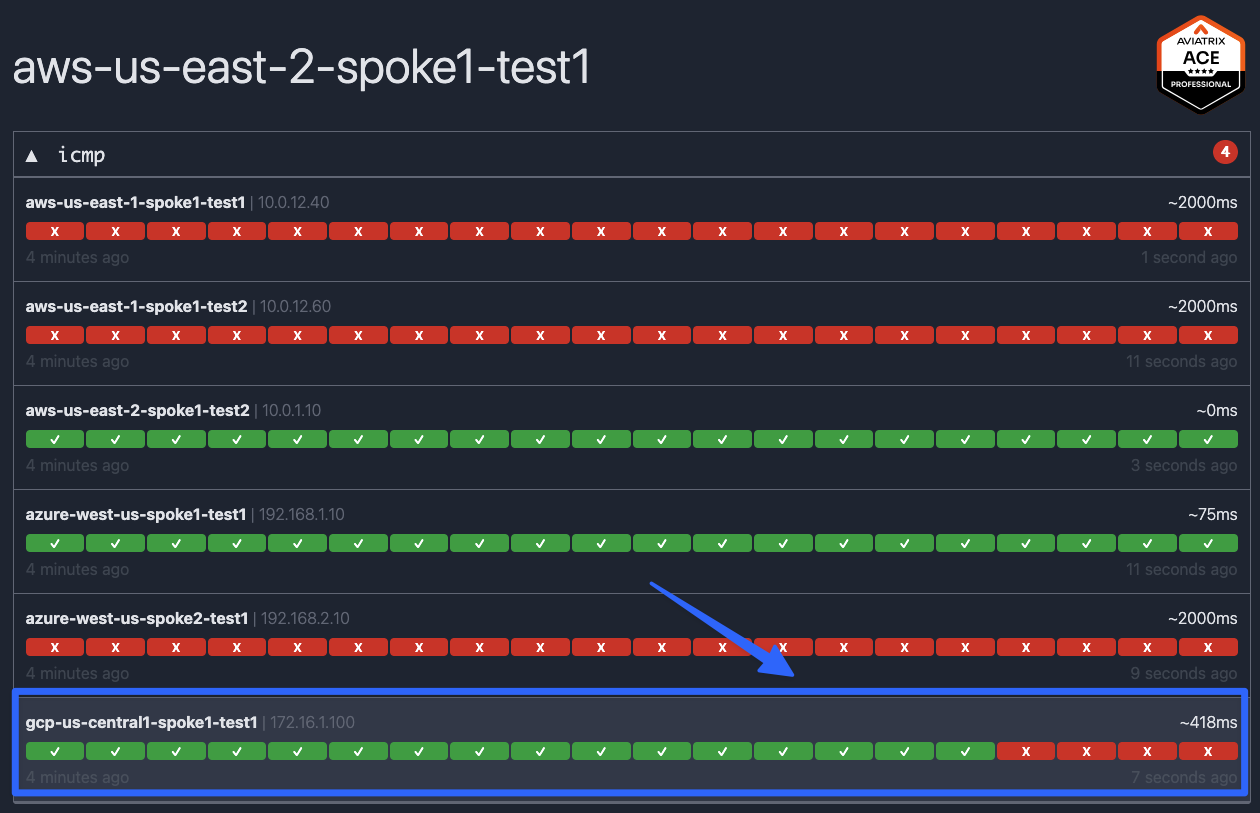 aws-us-east-2-spoke1-test1
AVIATRIX
ACE
PROFESSIONAL
▲ icmp 4
aws-us-east-1-spoke1-test1 | 10.0.12.40 ~2000ms
x x x x x x x x x x x x x x x x x x x x
4 minutes ago 1 second ago
aws-us-east-1-spoke1-test2 | 10.0.12.60 ~2000ms
x x x x x x x x x x x x x x x x x x x x
4 minutes ago 11 seconds ago
aws-us-east-2-spoke1-test2 | 10.0.1.10 ~0ms
✓ ✓ ✓ ✓ ✓ ✓ ✓ ✓ ✓ ✓ ✓ ✓ ✓ ✓ ✓ ✓ ✓ ✓ ✓ ✓
4 minutes ago 3 seconds ago
azure-west-us-spoke1-test1 | 192.168.1.10 ~75ms
✓ ✓ ✓ ✓ ✓ ✓ ✓ ✓ ✓ ✓ ✓ ✓ ✓ ✓ ✓ ✓ ✓ ✓ ✓ ✓
4 minutes ago 11 seconds ago
azure-west-us-spoke2-test1 | 192.168.2.10 ~2000ms
x x x x x x x x x x x x x x x x x x x x
4 minutes ago 9 seconds ago
gcp-us-central1-spoke1-test1 | 172.16.1.100 ~418ms
✓ ✓ ✓ ✓ ✓ ✓ ✓ ✓ ✓ ✓ ✓ ✓ ✓ ✓ ✓ ✓ x x x x
4 minutes ago 7 seconds ago